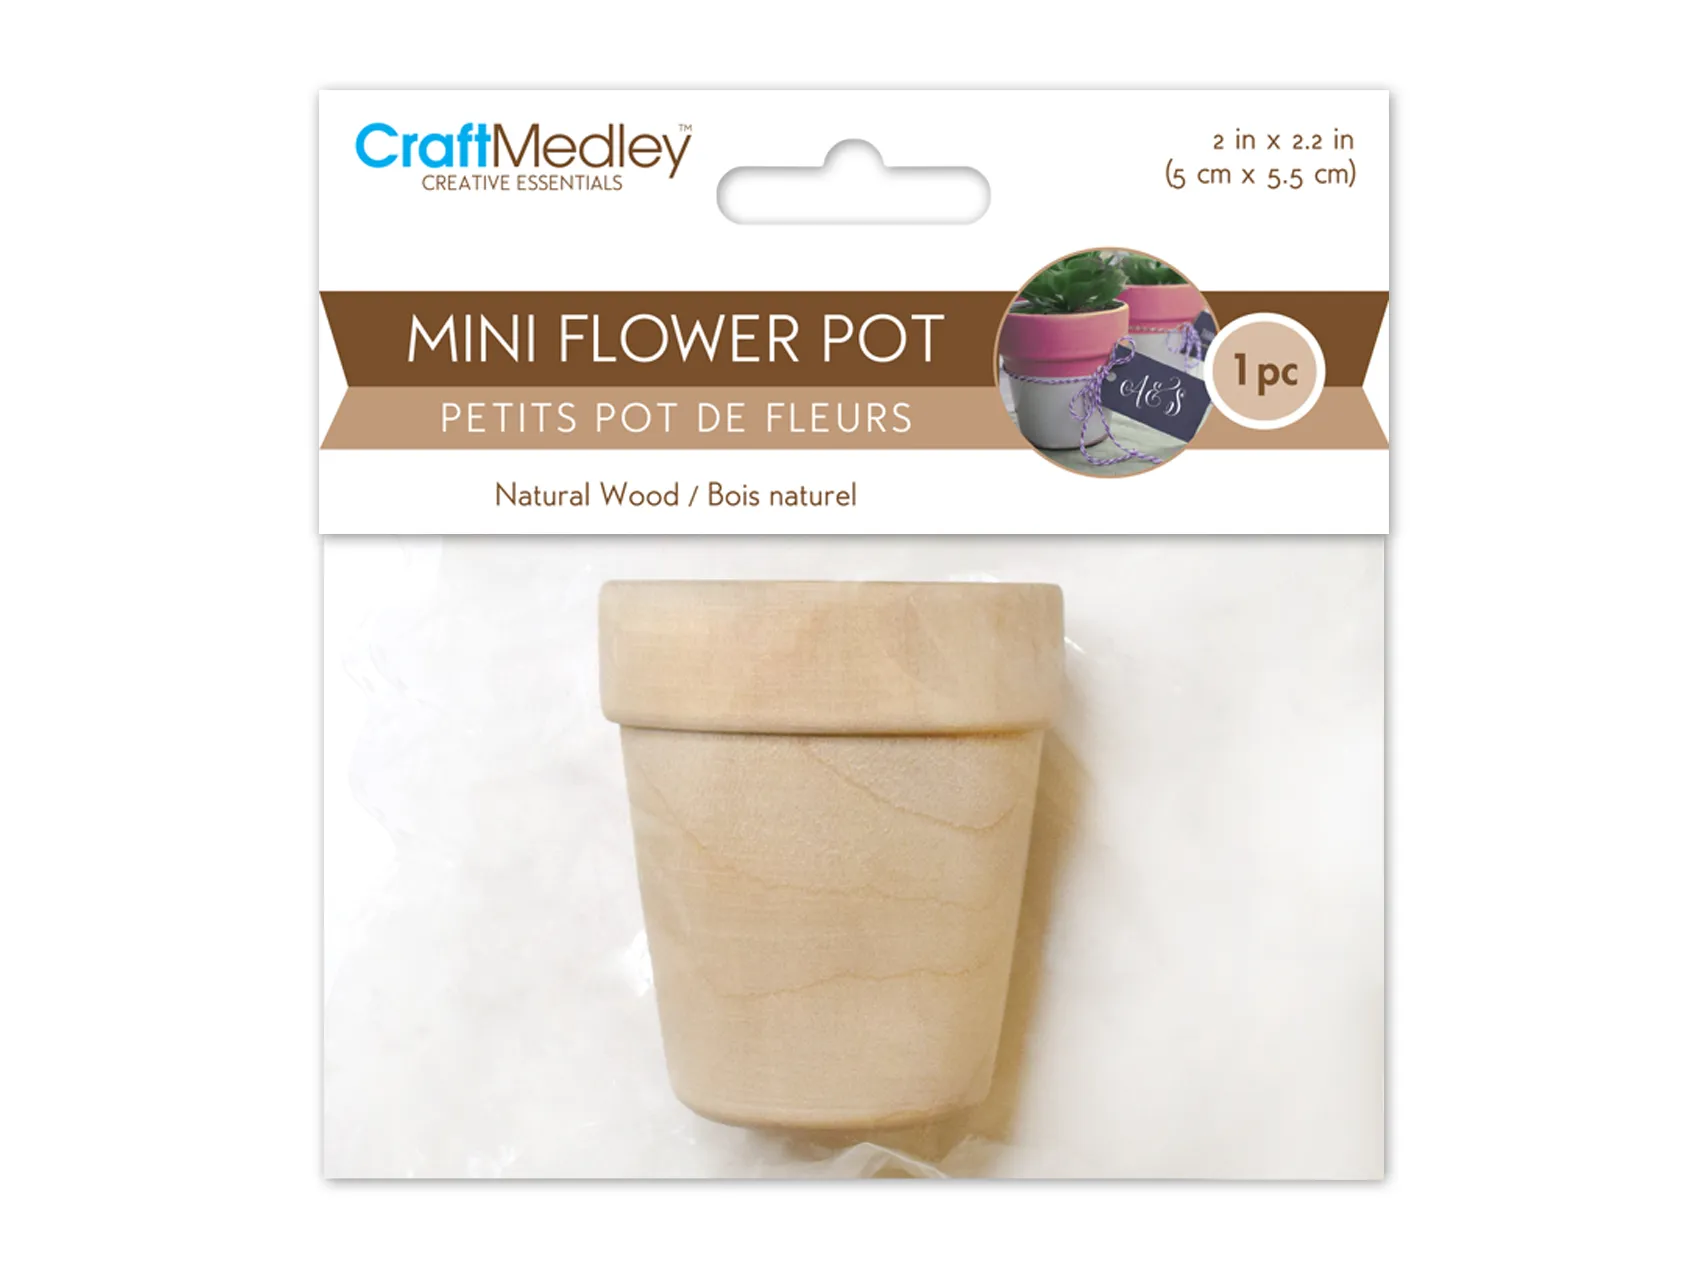 CraftMedley™
CREATIVE ESSENTIALS
2 in x 2.2 in
(5 cm x 5.5 cm)
MINI FLOWER POT
PETITS POT DE FLEURS
A&S
1 pc
Natural Wood / Bois naturel